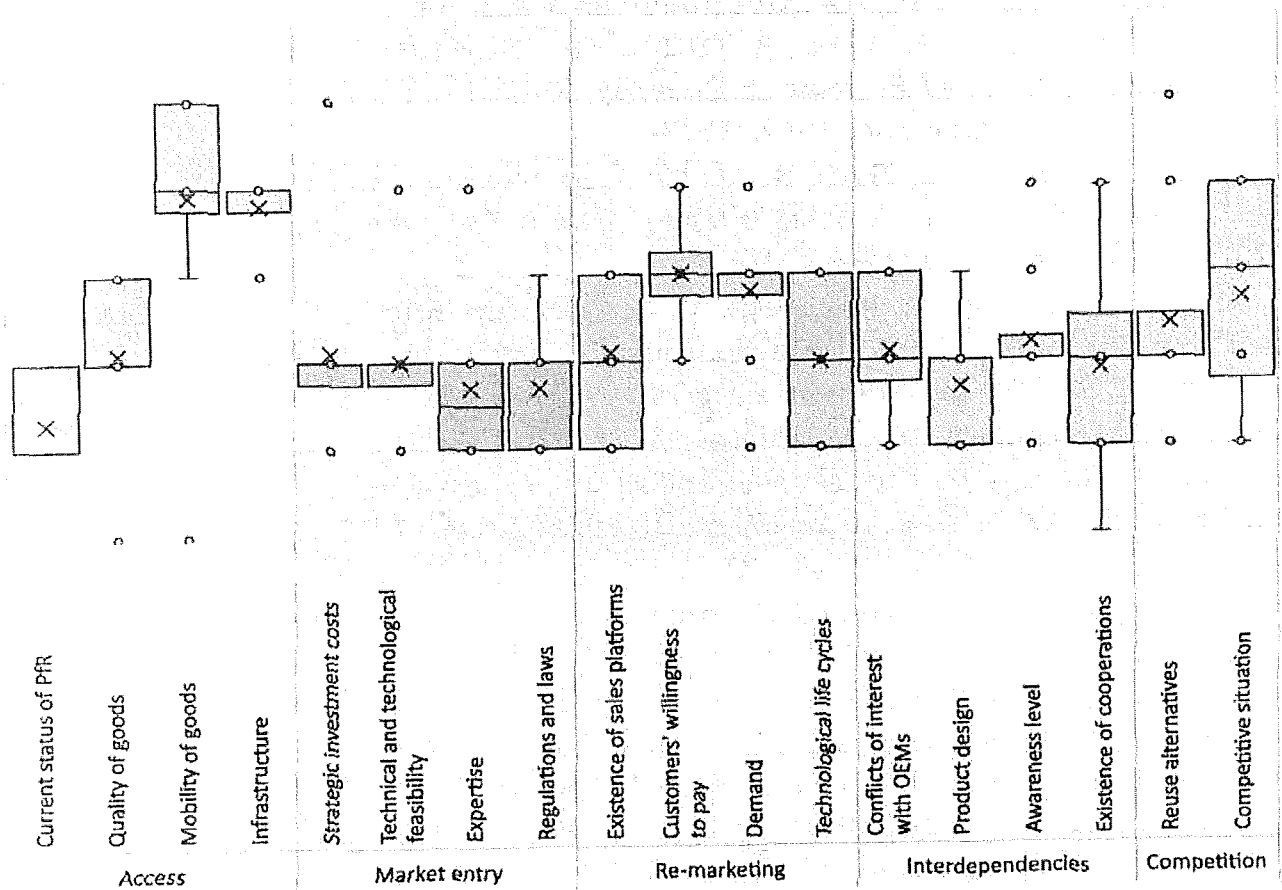 Current status of PfR
Quality of goods
Mobility of goods
Infrastructure
Strategic investment costs
Technical and technological
feasibility
Expertise
Regulations and laws
Existence of sales platforms
Customers' willingness
to pay
Demand
Technological life cycles
Conflicts of interest
with OEMs
Product design
Awareness level
Existence of cooperations
Reuse alternatives
Competitive situation
Access
Market entry
Re-marketing
Interdependencies
Competition